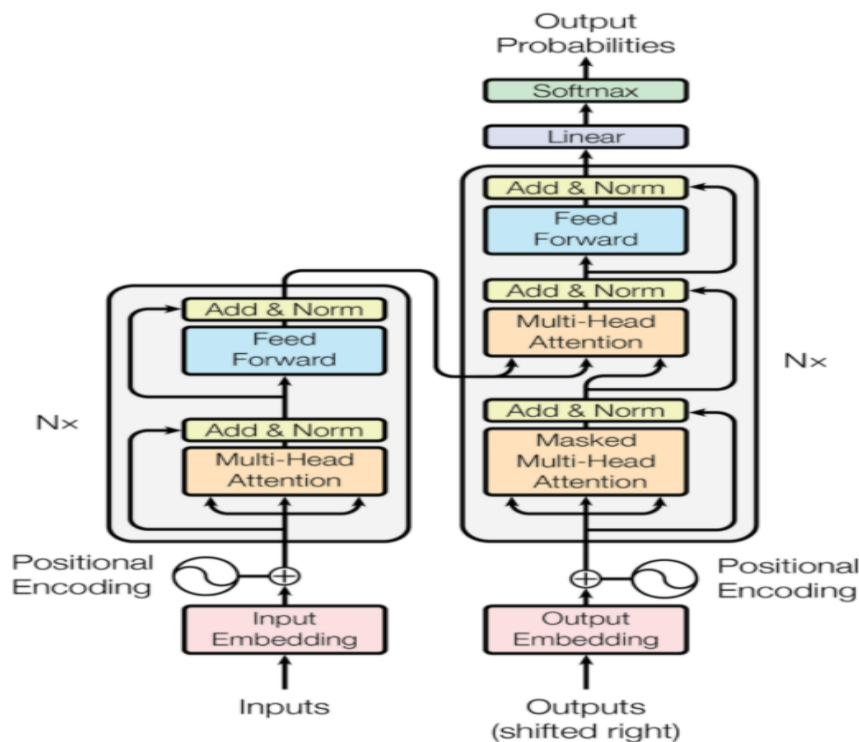 Output
Probabilities
Softmax
Linear
Add & Norm
Feed
Forward
Add & Norm
Multi-Head
Attention
Nx
Add & Norm
Masked
Multi-Head
Attention
Positional
Encoding
Output
Embedding
Outputs
(shifted right)
Add & Norm
Feed
Forward
Nx
Add & Norm
Multi-Head
Attention
Positional
Encoding
Input
Embedding
Inputs